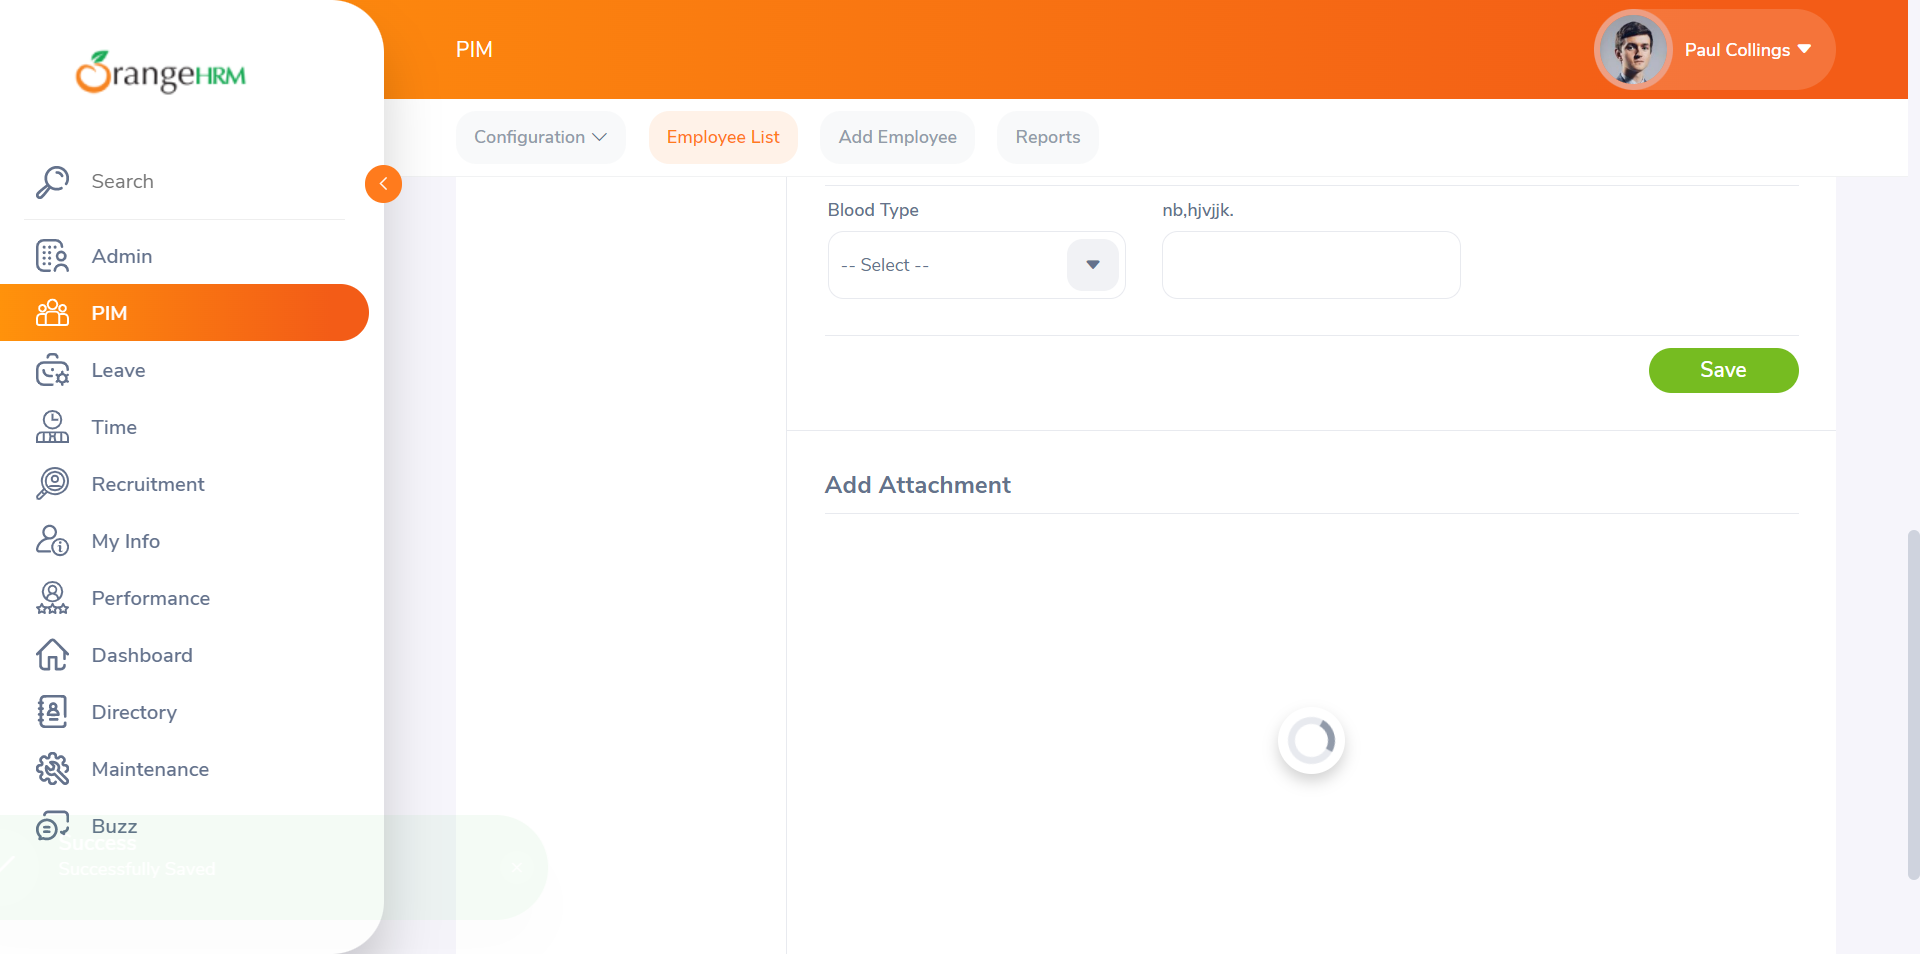 OrangeHRM
PIM
Paul Collings
Configuration
Employee List
Add Employee
Reports
Search
Admin
PIM
Leave
Time
Recruitment
My Info
Performance
Dashboard
Directory
Maintenance
Buzz
Blood Type
nb,hjvjjk.
-- Select --
Save
Add Attachment
Success
Successfully Saved